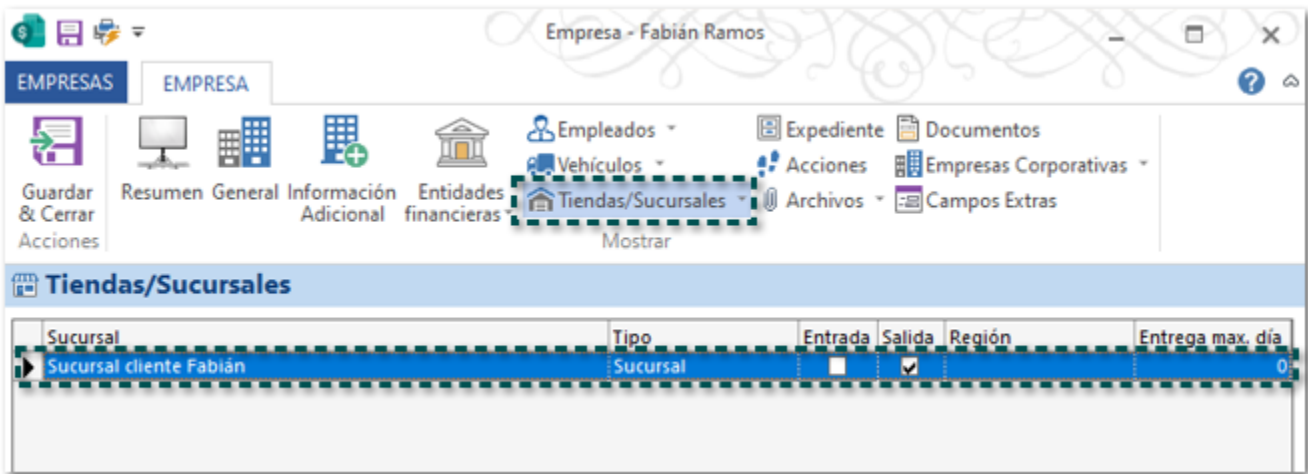 Empresa - Fabián Ramos
EMPRESAS EMPRESA
Guardar & Cerrar
Resumen
General
Información Adicional
Entidades financieras
Empleados
Vehículos
Tiendas/Sucursales
Expediente
Acciones
Archivos
Documentos
Empresas Corporativas
Campos Extras
Acciones
Mostrar
Tiendas/Sucursales
Sucursal Tipo Entrada Salida Región Entrega max. día
Sucursal cliente Fabián Sucursal 0